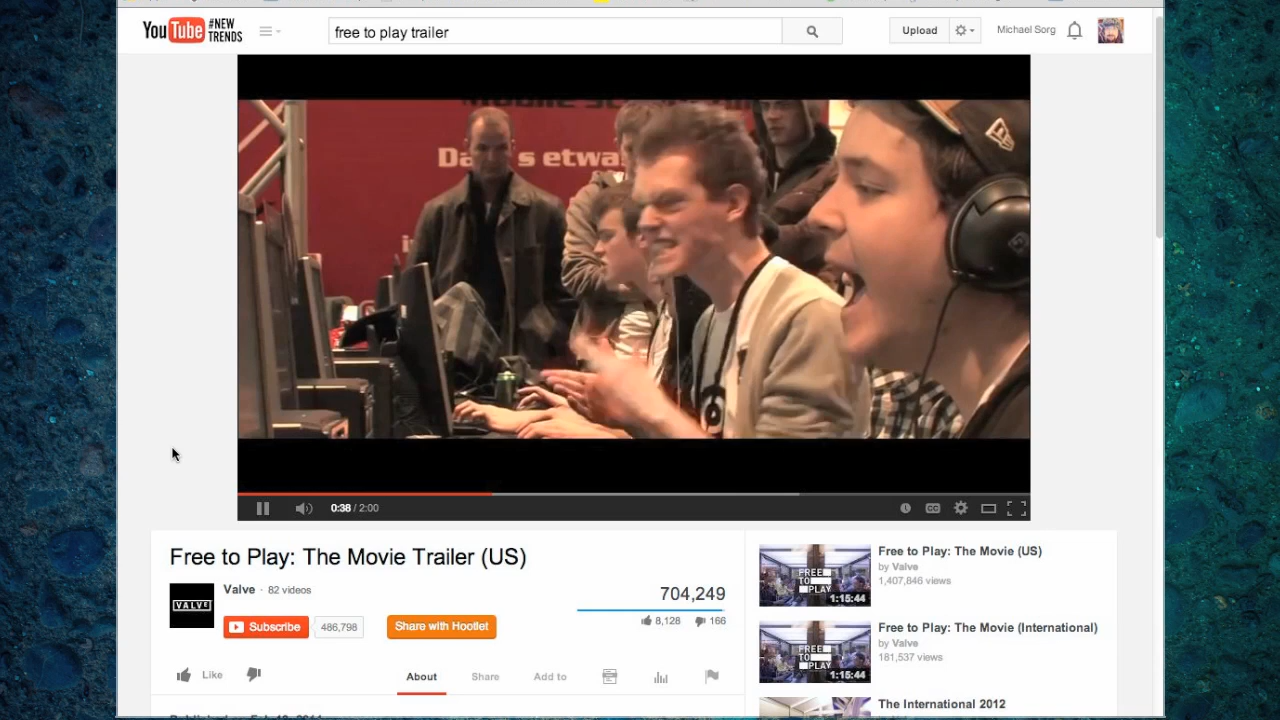 YouTube #NEW TRENDS
free to play trailer
Upload
Michael Sorg
0:38 / 2:00
CC
Free to Play: The Movie Trailer (US)
VALVE
Valve · 82 videos
Subscribe 486,798
Share with Hootlet
704,249
8,128 166
Like
About Share Add to
FREE TO PLAY
1:15:44
Free to Play: The Movie (US)
by Valve
1,407,846 views
FREE TO PLAY
1:15:44
Free to Play: The Movie (International)
by Valve
181,537 views
The International 2012